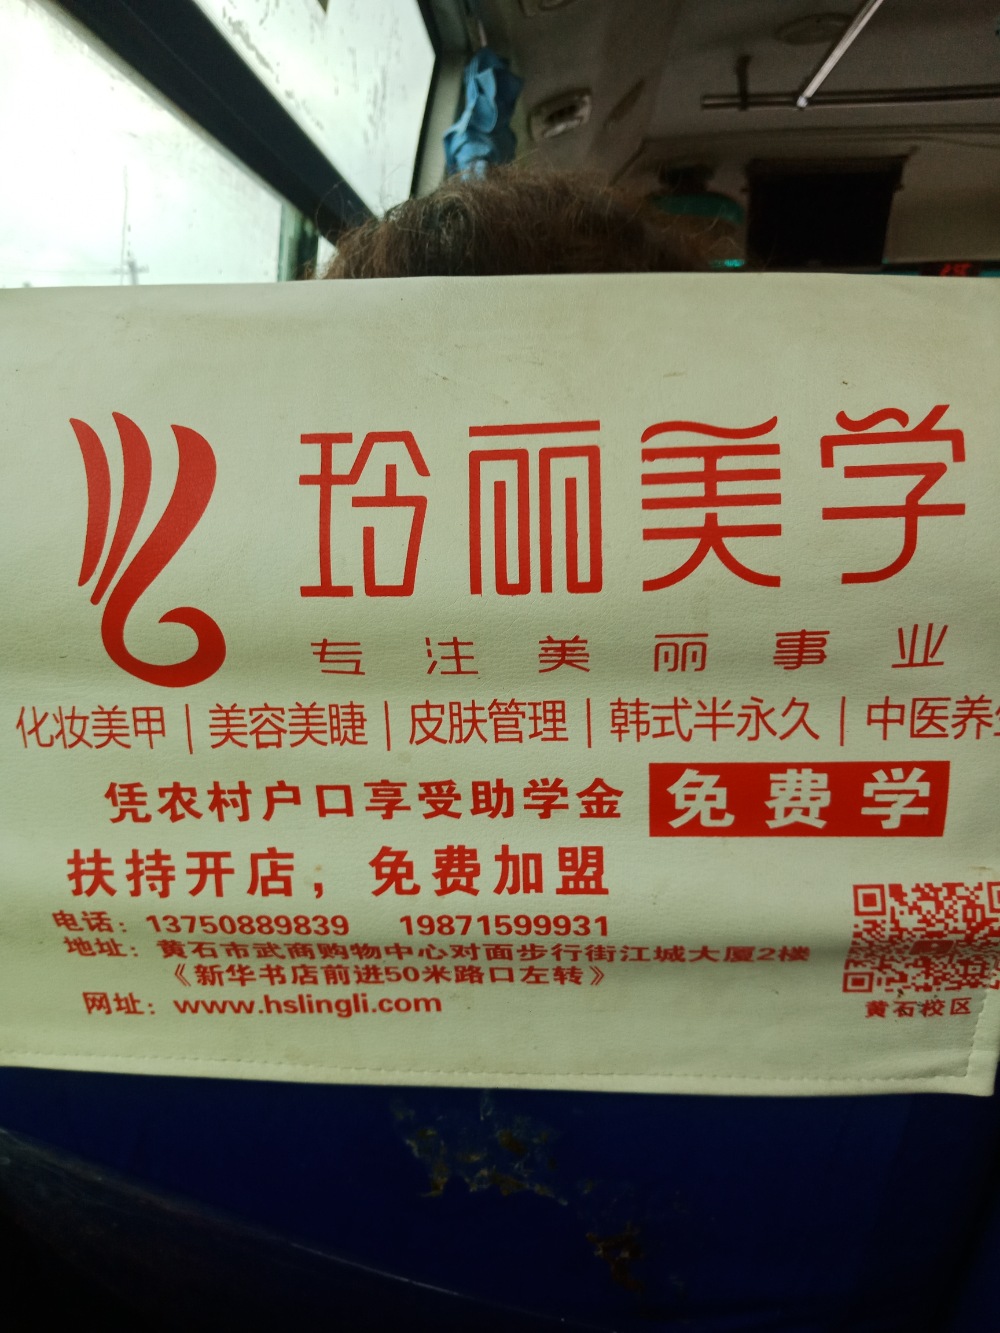 玲丽美学
专注美丽事业
化妆美甲|美容美睫|皮肤管理|韩式半永久|中医养
凭农村户口享受助学金 免费学
扶持开店，免费加盟
电话：13750889839 19871599931
地址：黄石市武商购物中心对面步行街江城大厦2楼
《新华书店前进50米路口左转》
网址：www.hslingli.com
黄石校区